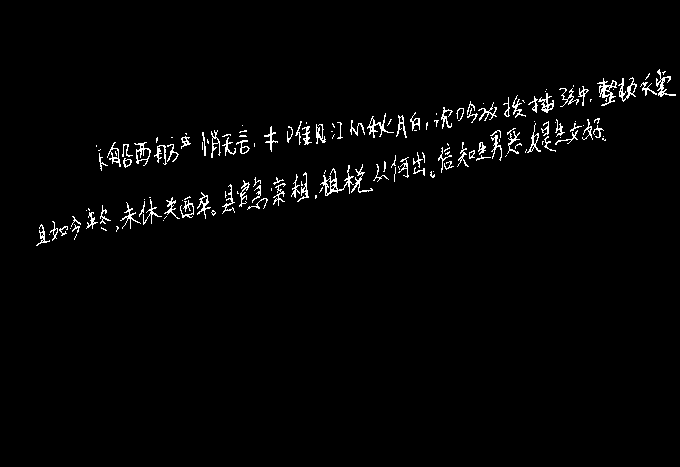 东船西舫悄无言,唯见江心秋月白,沉吟放拨插弦中,整顿衣裳
且如今年冬,未休关西卒。县官急索租,租税从何出。信知生男恶,反是生女好,